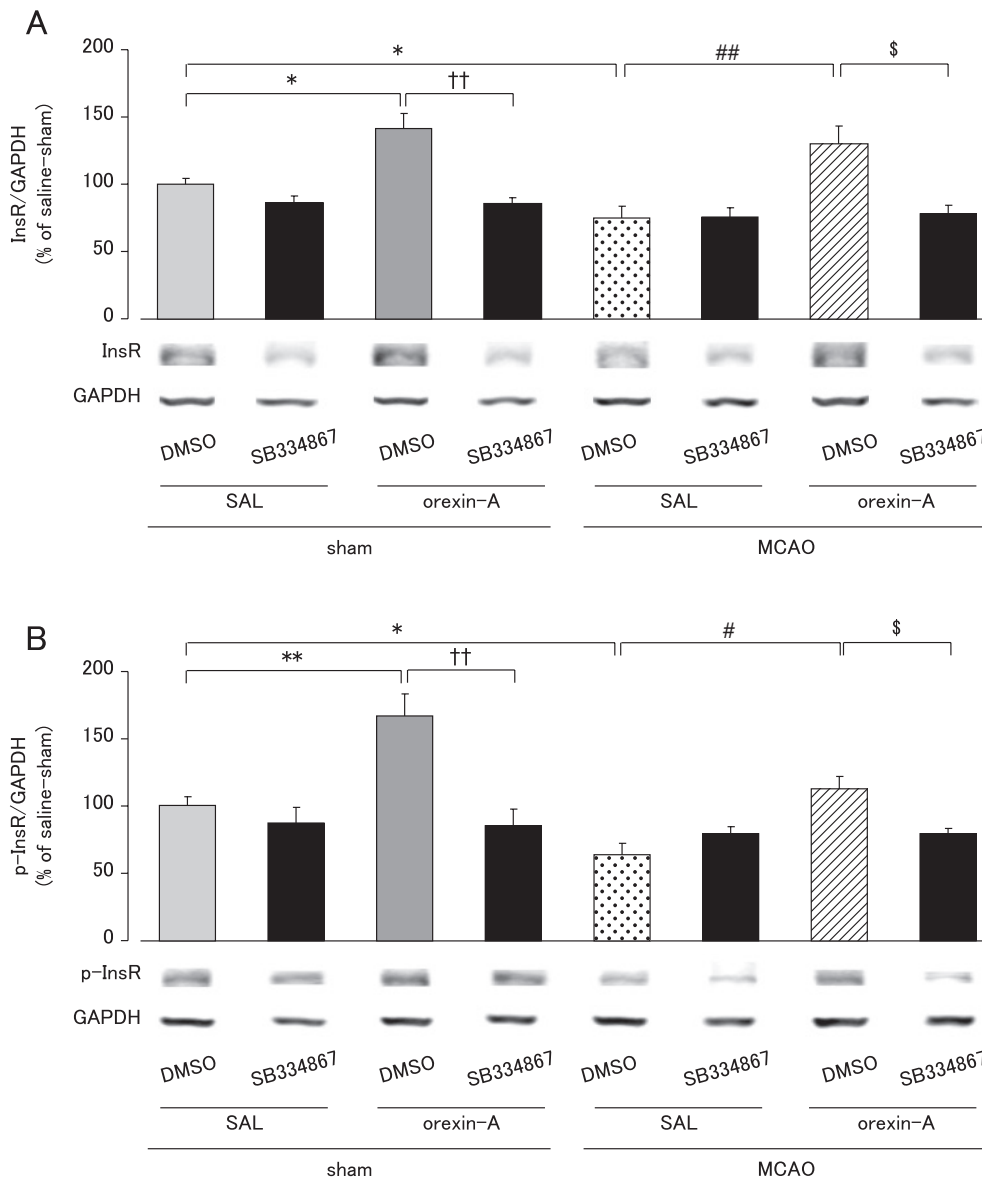 A
200
*
##
$
*
††
150
100
50
0
InsR/GAPDH
(% of saline-sham)
InsR
GAPDH
DMSO SB334867 DMSO SB334867 DMSO SB334867 DMSO SB334867
SAL orexin-A SAL orexin-A
sham MCAO
B
*
#
$
**
††
200
150
100
50
0
p-InsR/GAPDH
(% of saline-sham)
p-InsR
GAPDH
DMSO SB334867 DMSO SB334867 DMSO SB334867 DMSO SB334867
SAL orexin-A SAL orexin-A
sham MCAO